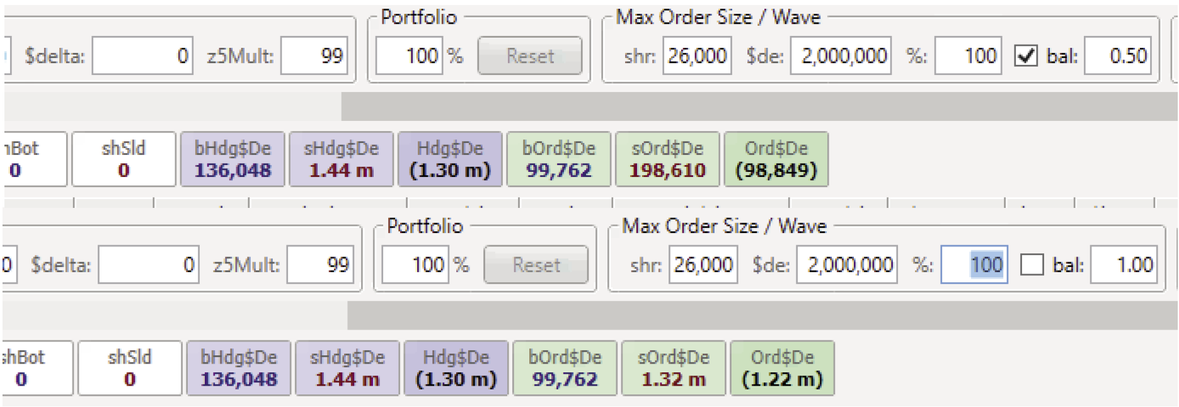 Portfolio Max Order Size / Wave
$delta: 0 z5Mult: 99 100 % Reset shr: 26,000 $de: 2,000,000 %: 100 bal: 0.50
shSld bHdg$De sHdg$De Hdg$De bOrd$De sOrd$De Ord$De
0 0 136,048 1.44 m (1.30 m) 99,762 198,610 (98,849)
Portfolio Max Order Size / Wave
0 $delta: 0 z5Mult: 99 100 % Reset shr: 26,000 $de: 2,000,000 %: 100 bal: 1.00
shBot shSld bHdg$De sHdg$De Hdg$De bOrd$De sOrd$De Ord$De
0 0 136,048 1.44 m (1.30 m) 99,762 1.32 m (1.22 m)